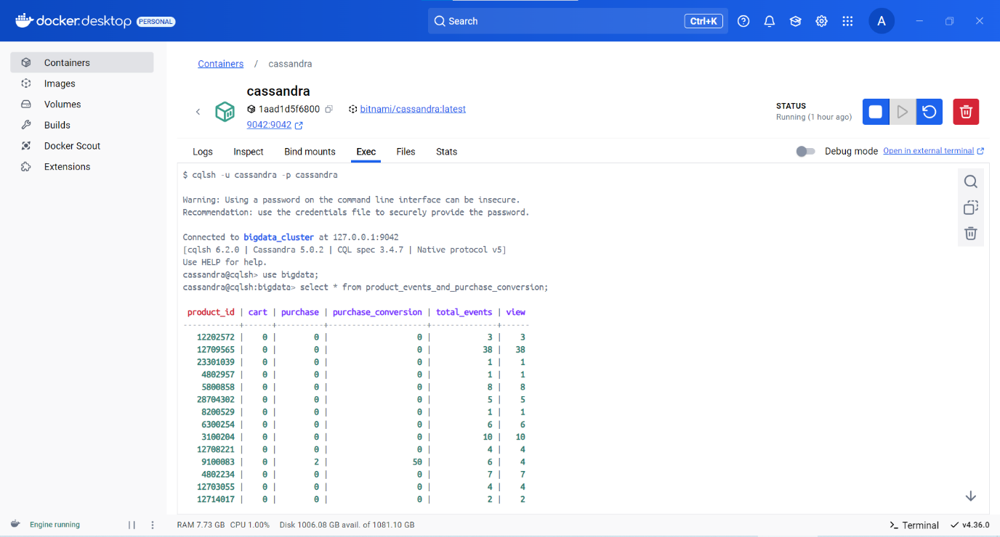 docker.desktop PERSONAL Search Ctrl+K A
Containers
Images
Volumes
Builds
Docker Scout
Extensions
Containers / cassandra
cassandra
1aad1d5f6800 bitnami/cassandra:latest
9042:9042
STATUS
Running (1 hour ago)
Logs Inspect Bind mounts Exec Files Stats Debug mode Open in external terminal
$ cqlsh -u cassandra -p cassandra
Warning: Using a password on the command line interface can be insecure.
Recommendation: use the credentials file to securely provide the password.
Connected to bigdata_cluster at 127.0.0.1:9042
[cqlsh 6.2.0 | Cassandra 5.0.2 | CQL spec 3.4.7 | Native protocol v5]
Use HELP for help.
cassandra@cqlsh> use bigdata;
cassandra@cqlsh:bigdata> select * from product_events_and_purchase_conversion;
product_id | cart | purchase | purchase_conversion | total_events | view
------------+------+----------+---------------------+--------------+------
12202572 | 0 | 0 | 0 | 3 | 3
12709565 | 0 | 0 | 0 | 38 | 38
23301039 | 0 | 0 | 0 | 1 | 1
4802957 | 0 | 0 | 0 | 1 | 1
5800858 | 0 | 0 | 0 | 8 | 8
28704302 | 0 | 0 | 0 | 5 | 5
8200529 | 0 | 0 | 0 | 1 | 1
6300254 | 0 | 0 | 0 | 6 | 6
3100204 | 0 | 0 | 0 | 10 | 10
12708221 | 0 | 0 | 0 | 4 | 4
9100083 | 0 | 2 | 50 | 6 | 4
4802234 | 0 | 0 | 0 | 7 | 7
12703055 | 0 | 0 | 0 | 4 | 4
12714017 | 0 | 0 | 0 | 2 | 2
Engine running RAM 7.73 GB CPU 1.00% Disk 1006.08 GB avail. of 1081.10 GB Terminal v4.36.0